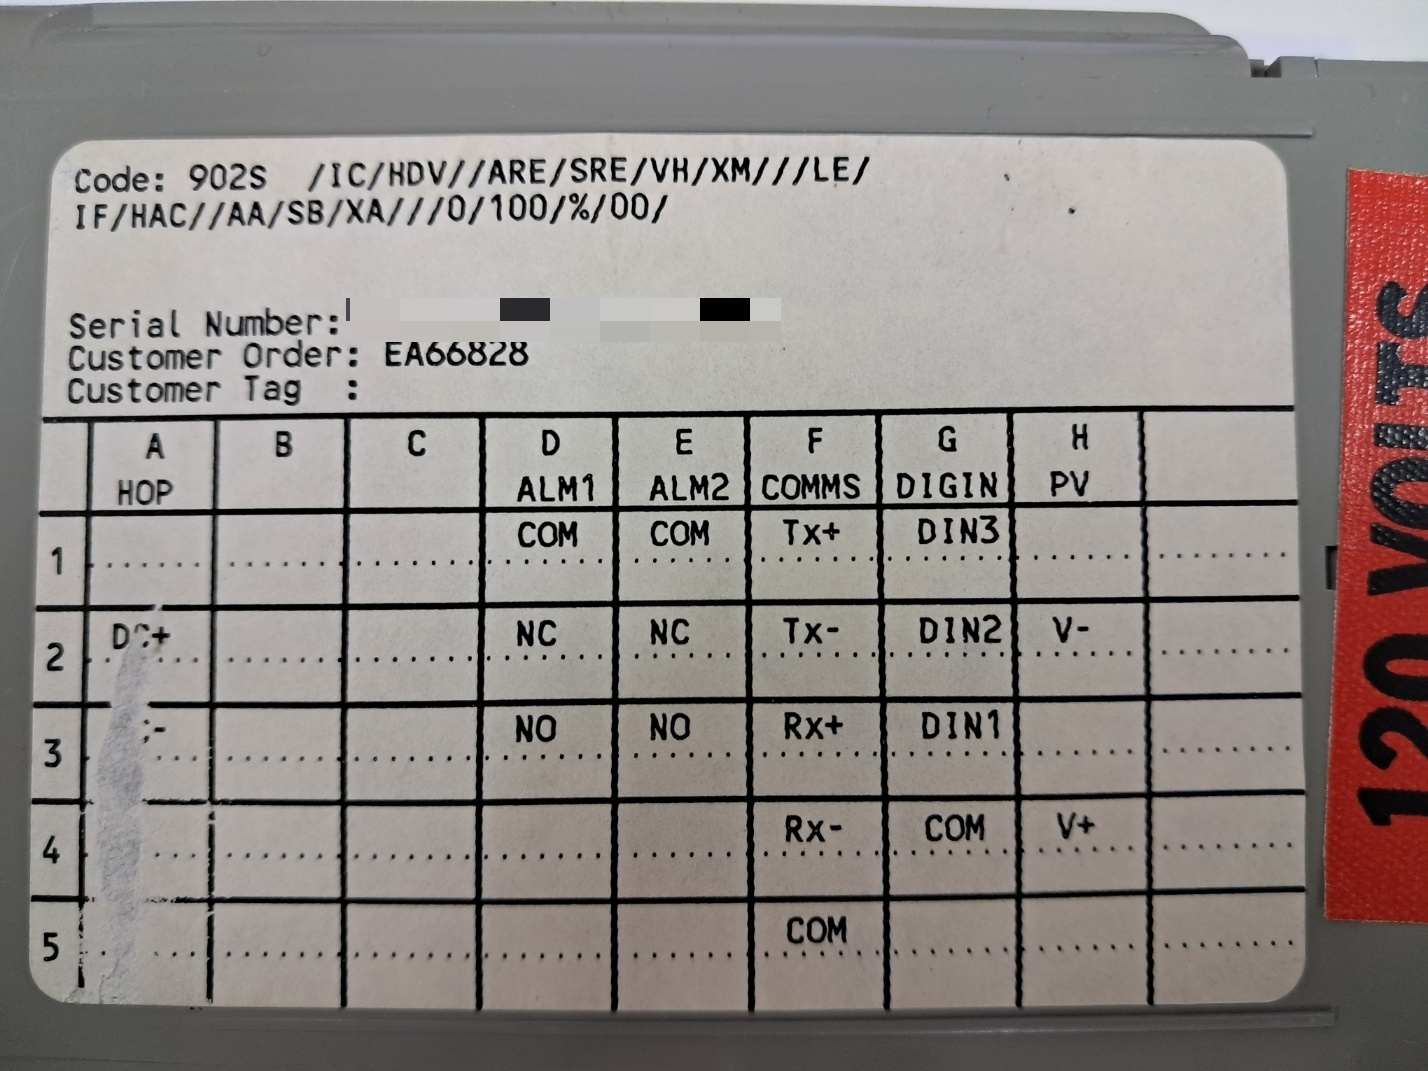 Code: 902S /IC/HDV//ARE/SRE/VH/XM///LE/
IF/HAC//AA/SB/XA///0/100/%/00/
Serial Number:
Customer Order: EA66828
Customer Tag :
A B C D E F G H
HOP ALM1 ALM2 COMMS DIGIN PV
1 COM COM Tx+ DIN3
2 DC+ NC NC Tx- DIN2 V-
3 NO NO Rx+ DIN1
4 Rx- COM V+
5 COM
120 VOLTS